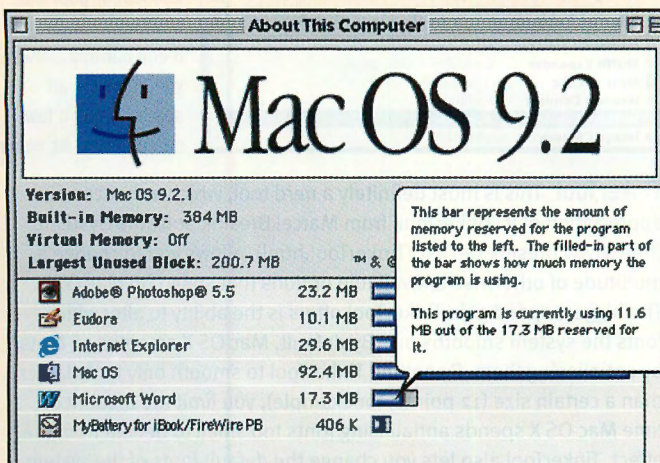 About This Computer
Mac OS 9.2
Version: Mac OS 9.2.1
Built-in Memory: 384 MB
Virtual Memory: Off
Largest Unused Block: 200.7 MB ™ & ©
This bar represents the amount of
memory reserved for the program
listed to the left. The filled-in part of
the bar shows how much memory the
program is using.
This program is currently using 11.6
MB out of the 17.3 MB reserved for
it.
Adobe® Photoshop® 5.5 23.2 MB
Eudora 10.1 MB
Internet Explorer 29.6 MB
Mac OS 92.4 MB
Microsoft Word 17.3 MB
MyBattery for iBook/FireWire PB 406 K